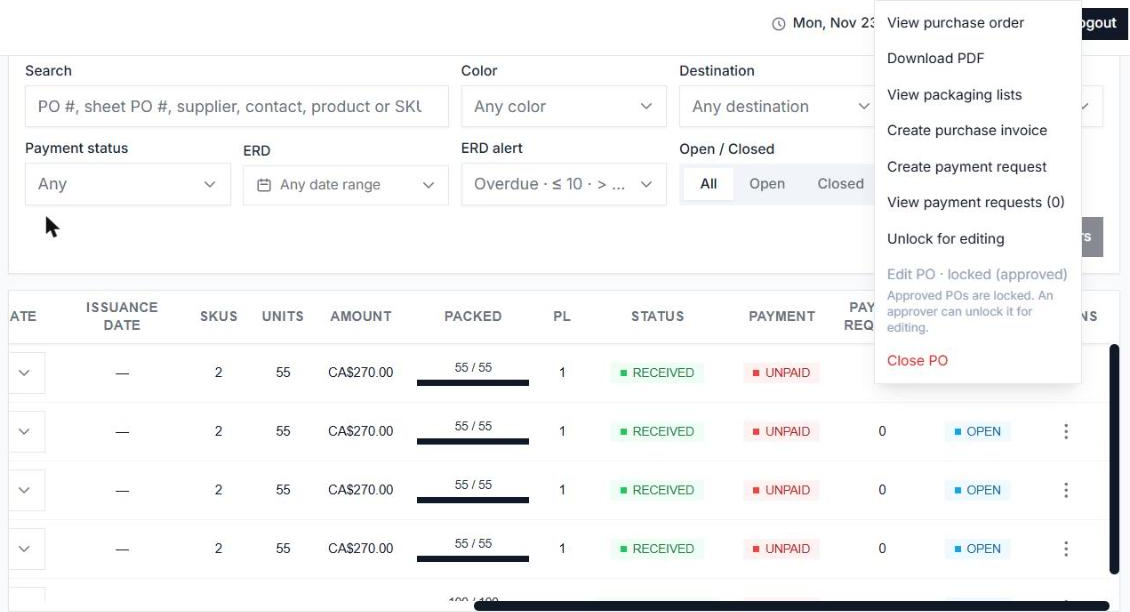 Mon, Nov 23
ogout
View purchase order
Download PDF
View packaging lists
Create purchase invoice
Create payment request
View payment requests (0)
Unlock for editing
Edit PO · locked (approved)
Approved POs are locked. An
approver can unlock it for
editing.
Close PO
Search
Color
Destination
PO #, sheet PO #, supplier, contact, product or SKU
Any color
Any destination
Payment status
ERD
ERD alert
Open / Closed
Any
Any date range
Overdue · ≤ 10 · > ...
All
Open
Closed
rs
ATE
ISSUANCE
DATE
SKUS
UNITS
AMOUNT
PACKED
PL
STATUS
PAYMENT
PAY
REQ
NS
— 2 55 CA$270.00 55 / 55 1 RECEIVED UNPAID
— 2 55 CA$270.00 55 / 55 1 RECEIVED UNPAID 0 OPEN
— 2 55 CA$270.00 55 / 55 1 RECEIVED UNPAID 0 OPEN
— 2 55 CA$270.00 55 / 55 1 RECEIVED UNPAID 0 OPEN
100 / 100